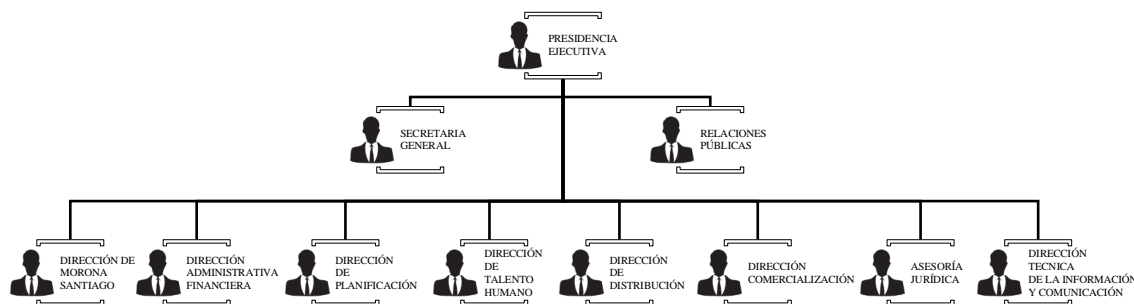 PRESIDENCIA
EJECUTIVA
SECRETARIA
GENERAL
RELACIONES
PÚBLICAS
DIRECCIÓN DE
MORONA
SANTIAGO
DIRECCIÓN
ADMINISTRATIVA
FINANCIERA
DIRECCIÓN
DE
PLANIFICACIÓN
DIRECCIÓN
DE
TALENTO
HUMANO
DIRECCIÓN
DE
DISTRIBUCIÓN
DIRECCIÓN
COMERCIALIZACIÓN
ASESORÍA
JURÍDICA
DIRECCIÓN
TECNICA
DE LA INFORMACIÓN
Y COMUNICACIÓN